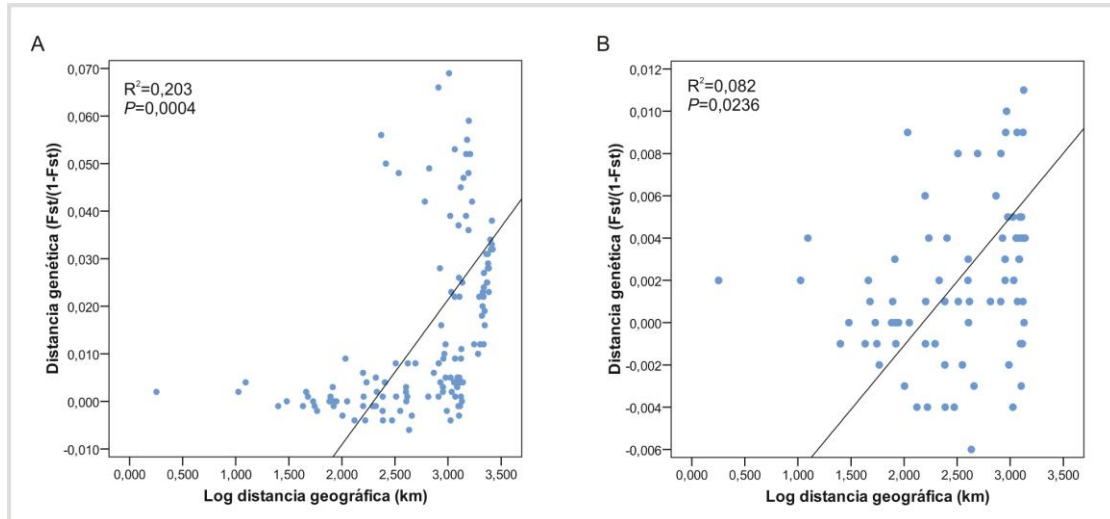 A
R²=0,203
P=0,0004
0,070
0,060
0,050
0,040
0,030
0,020
0,010
0,000
-0,010
Distancia genética (Fst/(1-Fst))
0,000 0,500 1,000 1,500 2,000 2,500 3,000 3,500
Log distancia geográfica (km)
B
R²=0,082
P=0,0236
0,012
0,010
0,008
0,006
0,004
0,002
0,000
-0,002
-0,004
-0,006
Distancia genética (Fst/(1-Fst))
0,000 0,500 1,000 1,500 2,000 2,500 3,000 3,500
Log distancia geográfica (km)